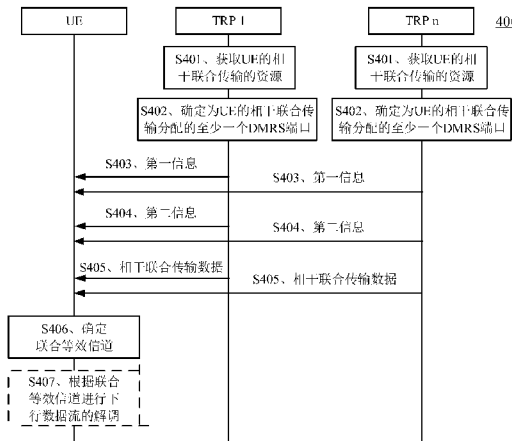 UE
TRP 1
TRP n
400
S401、获取UE的相
干联合传输的资源
S401、获取UE的相
干联合传输的资源
S402、确定为UE的相干联合传
输分配的至少一个DMRS端口
S402、确定为UE的相干联合传
输分配的至少一个DMRS端口
S403、第一信息
S403、第一信息
S404、第二信息
S404、第二信息
S405、相干联合传输数据
S405、相干联合传输数据
S406、确定
联合等效信道
S407、根据联合
等效信道进行下
行数据流的解调